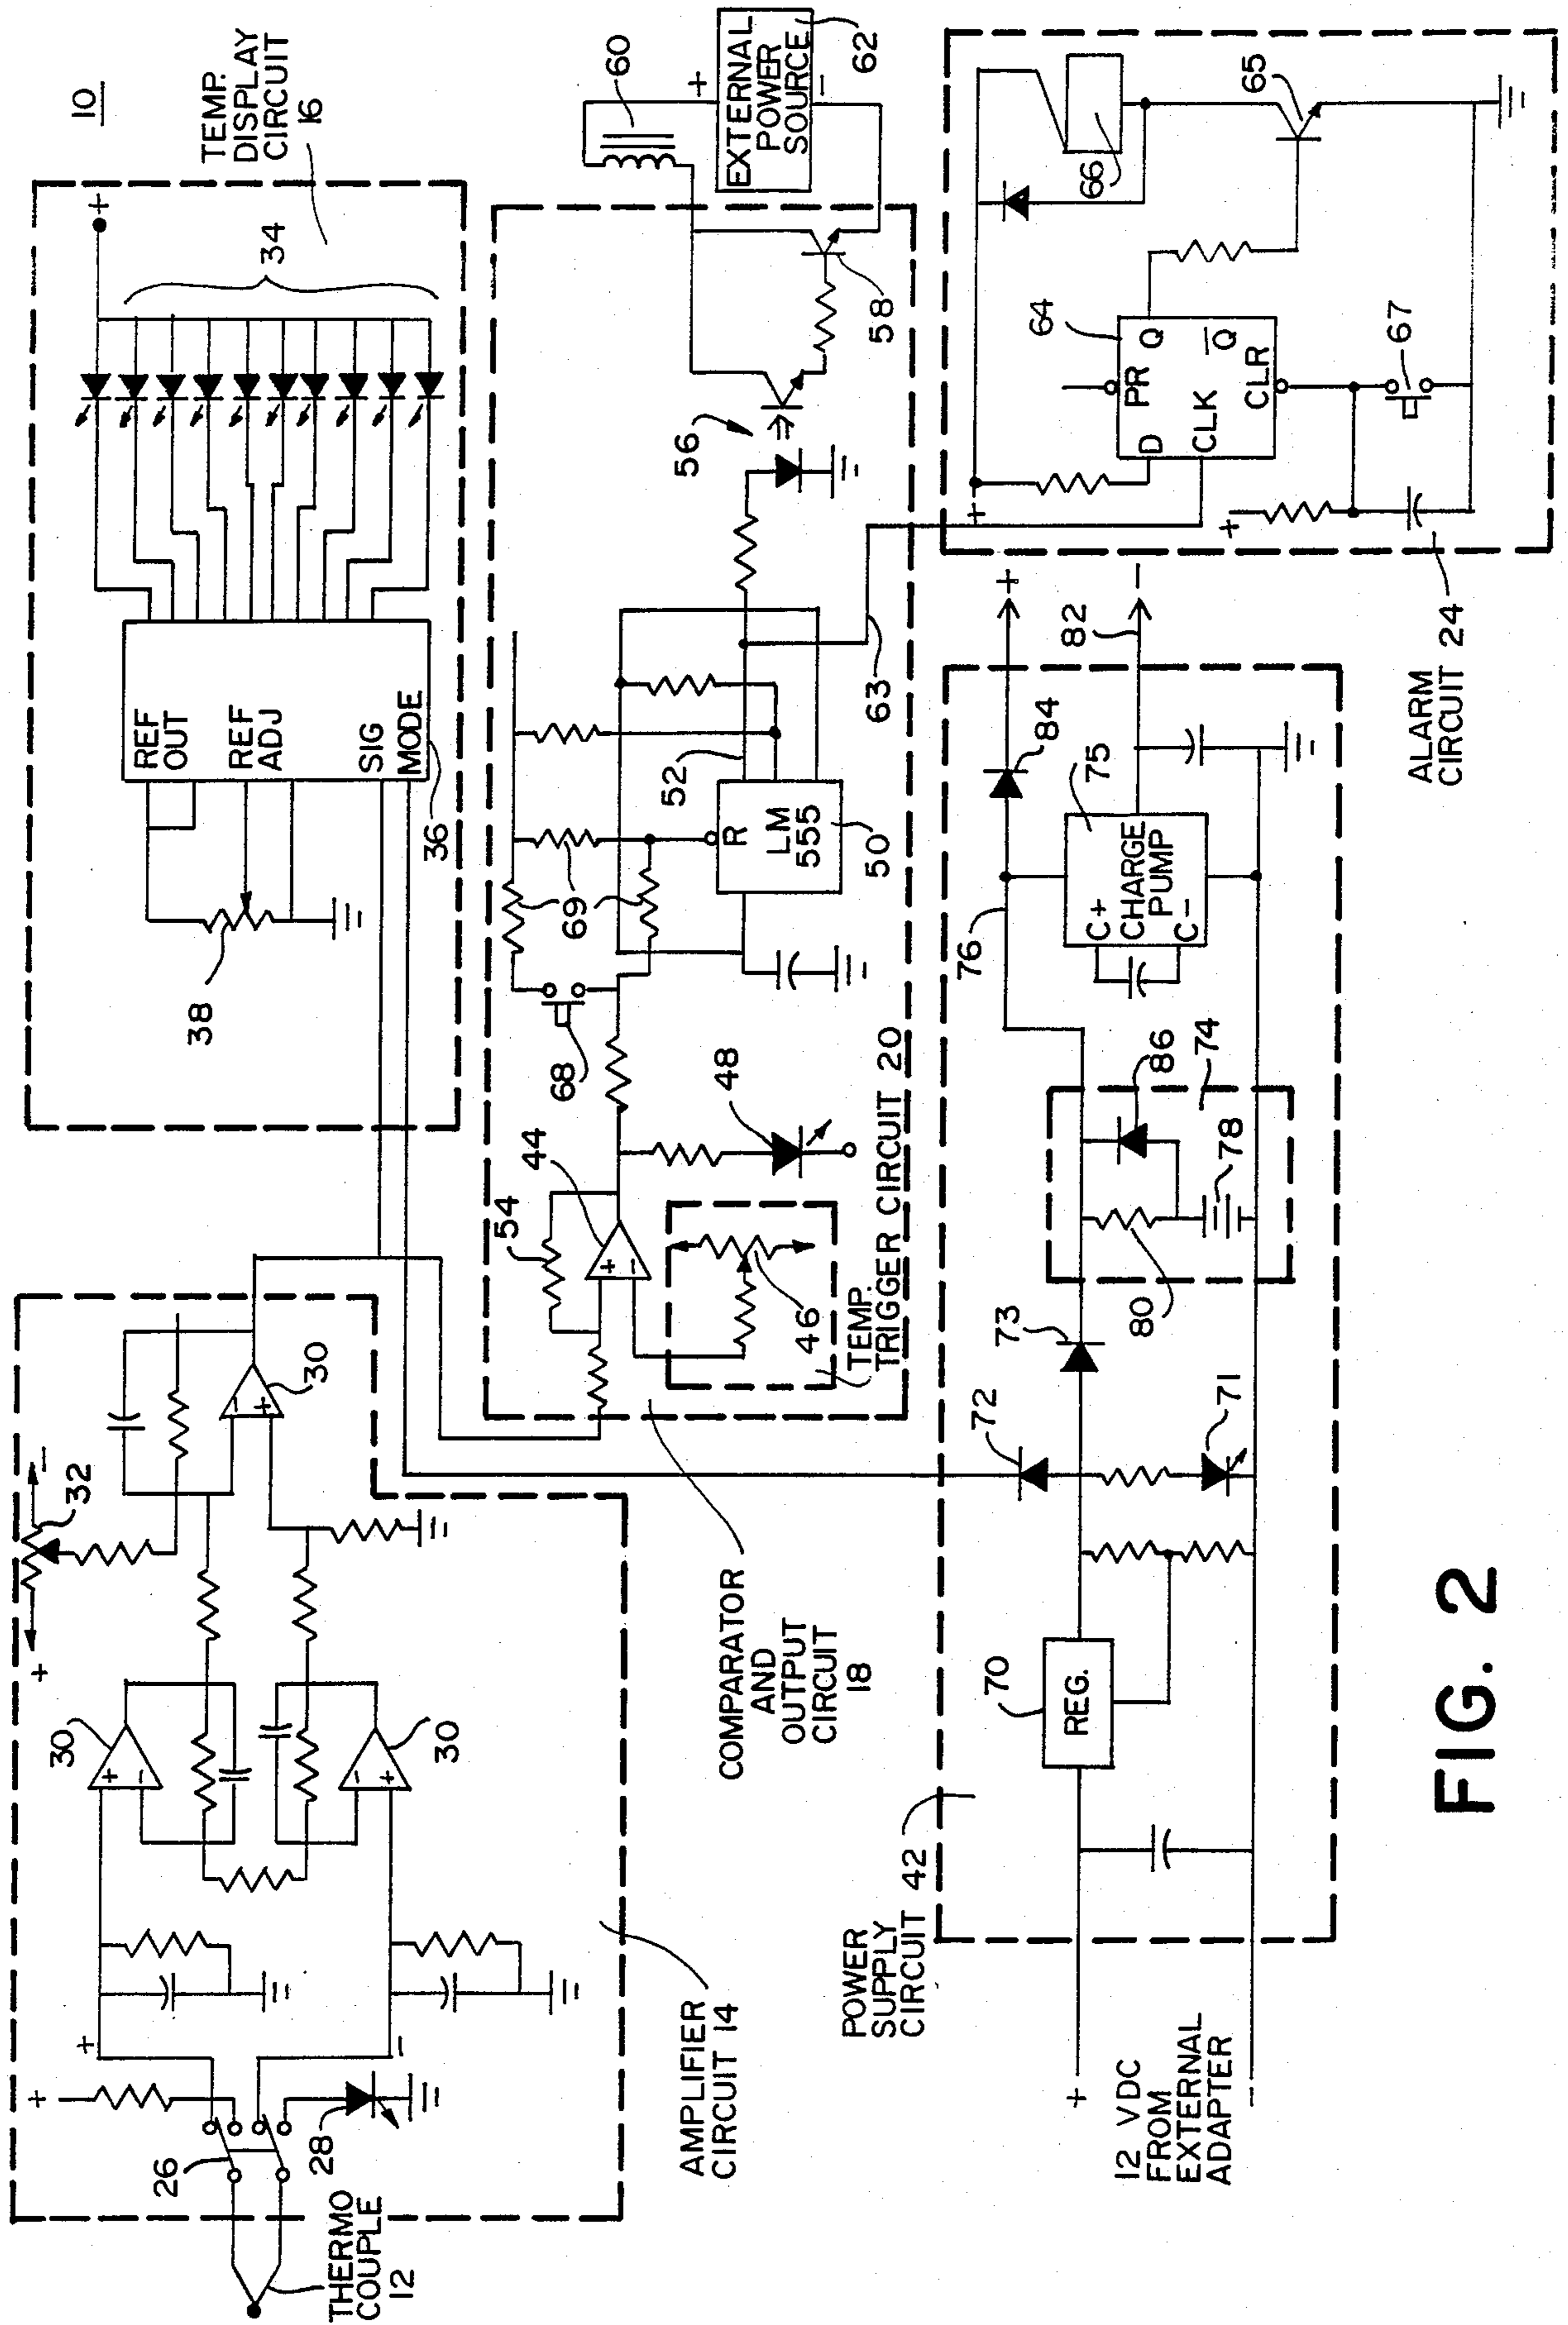 10
TEMP.
DISPLAY
CIRCUIT
16
+
34
REF
OUT
REF
ADJ
SIG
MODE
36
38
60
EXTERNAL
POWER
SOURCE
+
−
62
58
56
63
52
LM
555
R
50
69
68
48
44
54
+
−
46
TEMP.
TRIGGER CIRCUIT 20
COMPARATOR
AND
OUTPUT
CIRCUIT
18
65
66
64
PR
Q
Q
D
CLK
CLR
67
+
+
ALARM
CIRCUIT 24
+
−
82
84
75
C+
CHARGE
PUMP
C−
76
74
86
78
80
73
72
71
70
REG.
POWER
SUPPLY
CIRCUIT 42
+
12 VDC
FROM
EXTERNAL
ADAPTER
−
30
−
+
32
−
+
30
+
−
30
−
+
+
−
+
26
28
THERMO
COUPLE
12
AMPLIFIER
CIRCUIT 14
FIG. 2